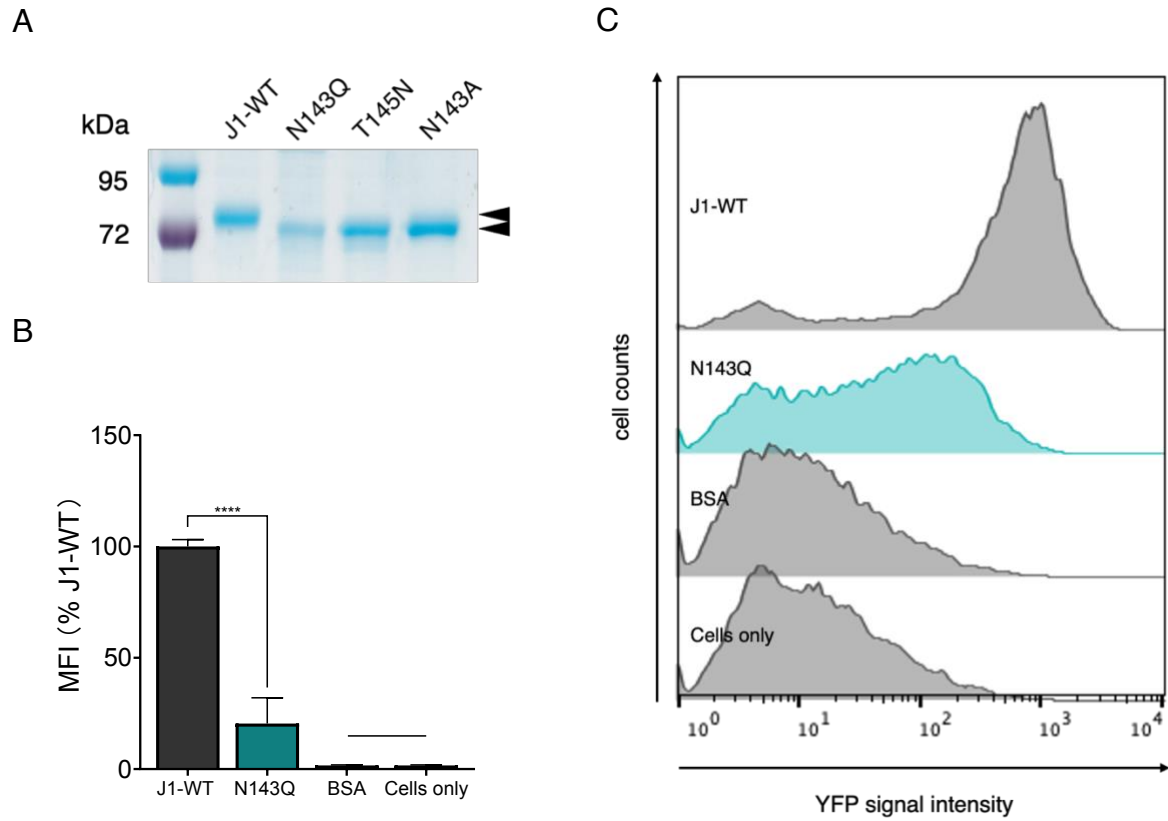 A
J1-WT
N143Q
T145N
N143A
kDa
95
72
B
150
100
50
0
MFI (% J1-WT)
****
J1-WT
N143Q
BSA
Cells only
C
J1-WT
N143Q
BSA
Cells only
cell counts
10⁰
10¹
10²
10³
10⁴
YFP signal intensity